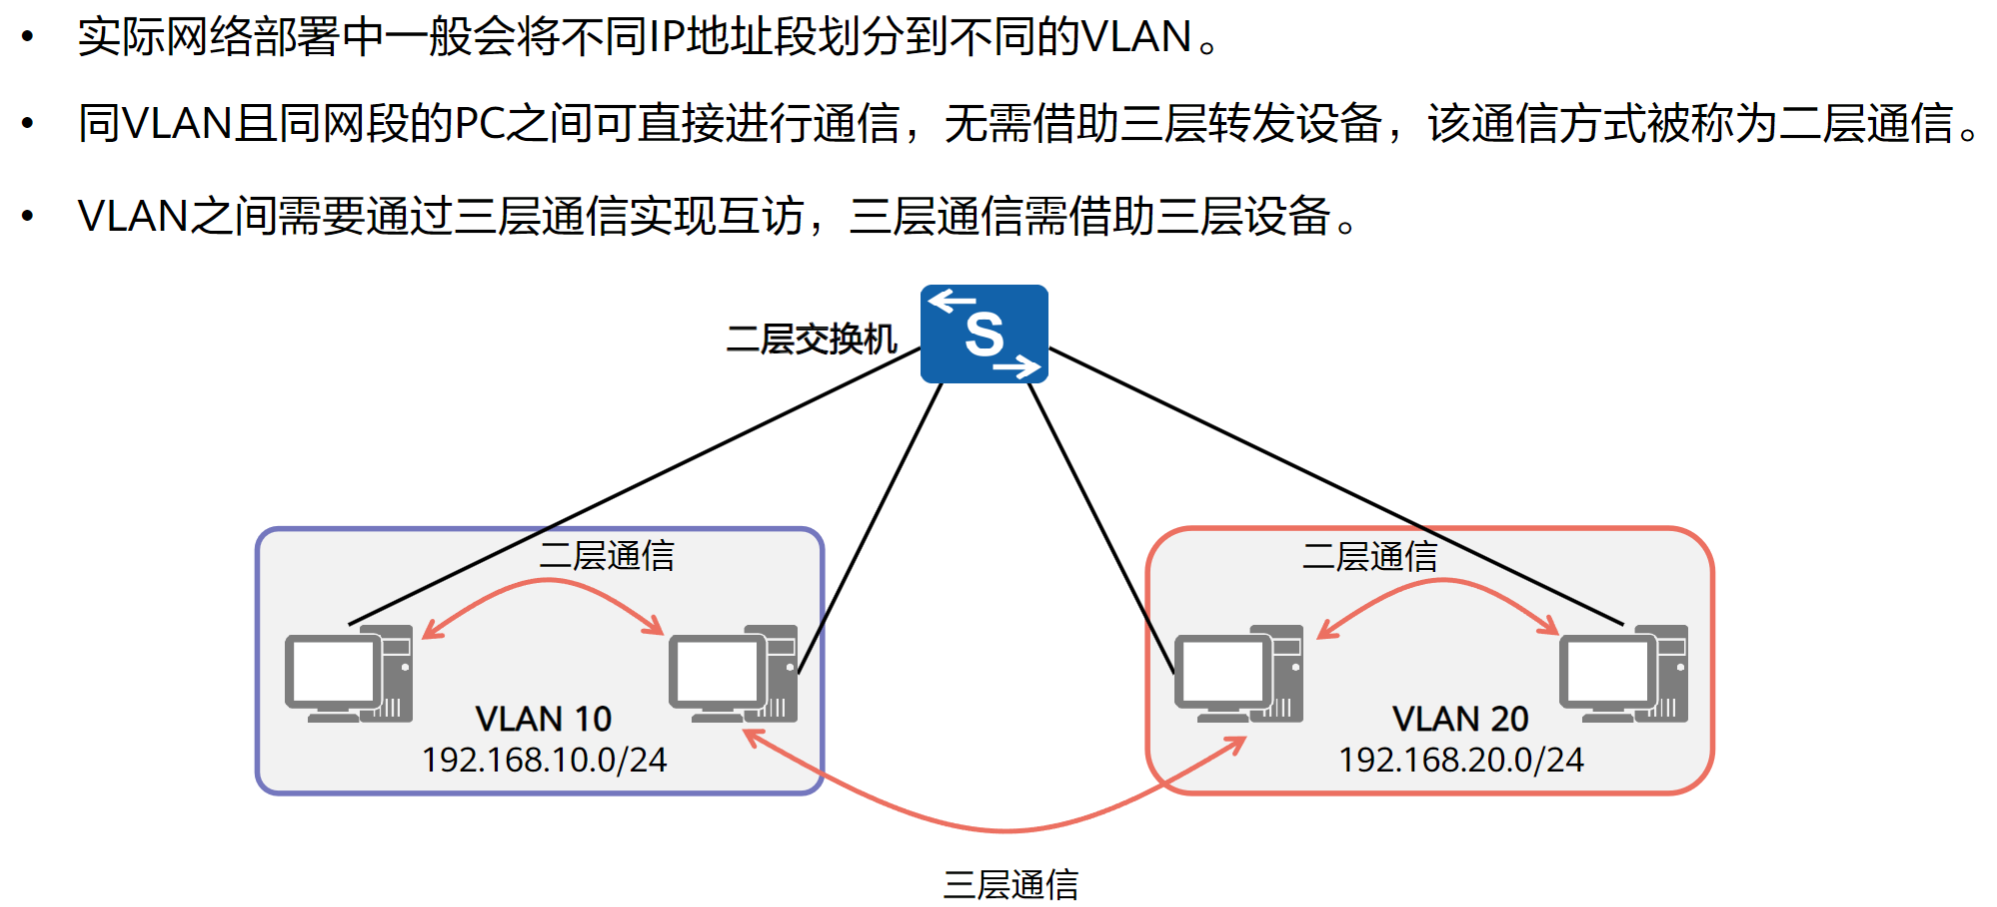 • 实际网络部署中一般会将不同IP地址段划分到不同的VLAN。
• 同VLAN且同网段的PC之间可直接进行通信，无需借助三层转发设备，该通信方式被称为二层通信。
• VLAN之间需要通过三层通信实现互访，三层通信需借助三层设备。
二层交换机
S
二层通信
二层通信
VLAN 10
192.168.10.0/24
VLAN 20
192.168.20.0/24
三层通信